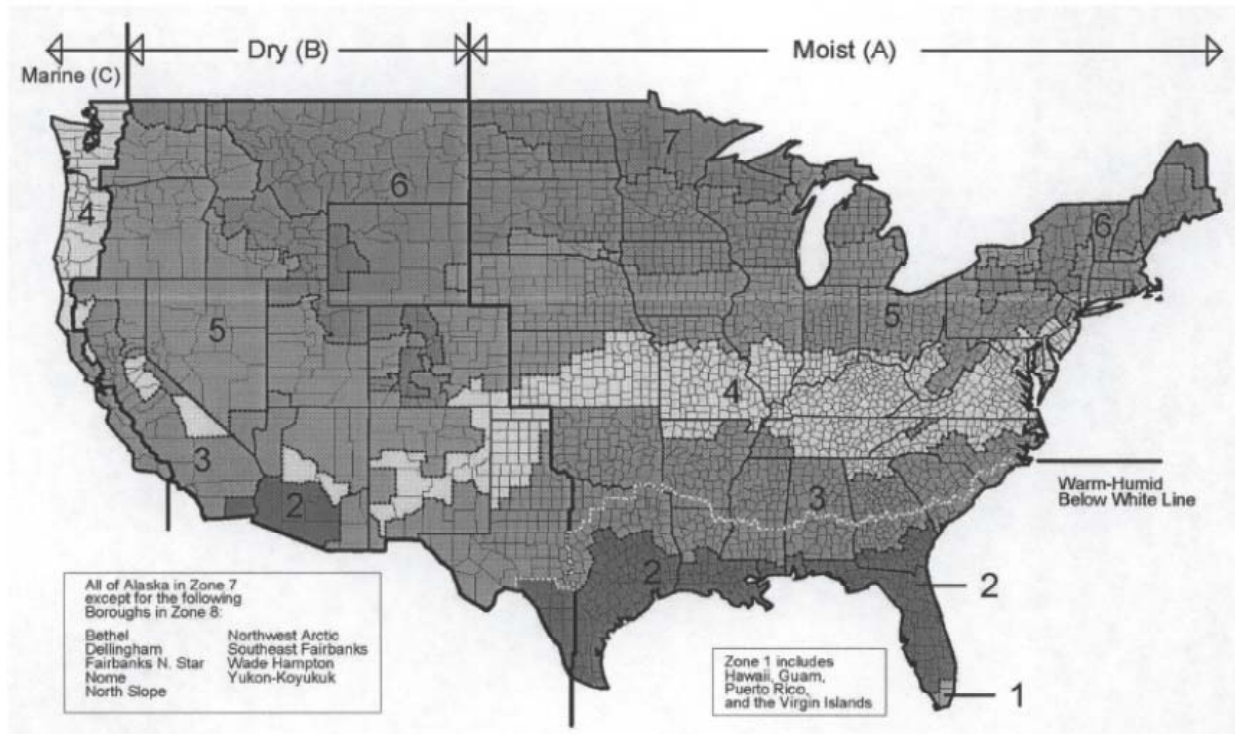 Marine (C)
Dry (B)
Moist (A)
7
6
4
6
5
5
4
3
3
2
2
2
1
Warm-Humid
Below White Line
All of Alaska in Zone 7
except for the following
Boroughs in Zone 8:
Bethel
Dellingham
Fairbanks N. Star
Nome
North Slope
Northwest Arctic
Southeast Fairbanks
Wade Hampton
Yukon-Koyukuk
Zone 1 includes
Hawaii, Guam,
Puerto Rico,
and the Virgin Islands